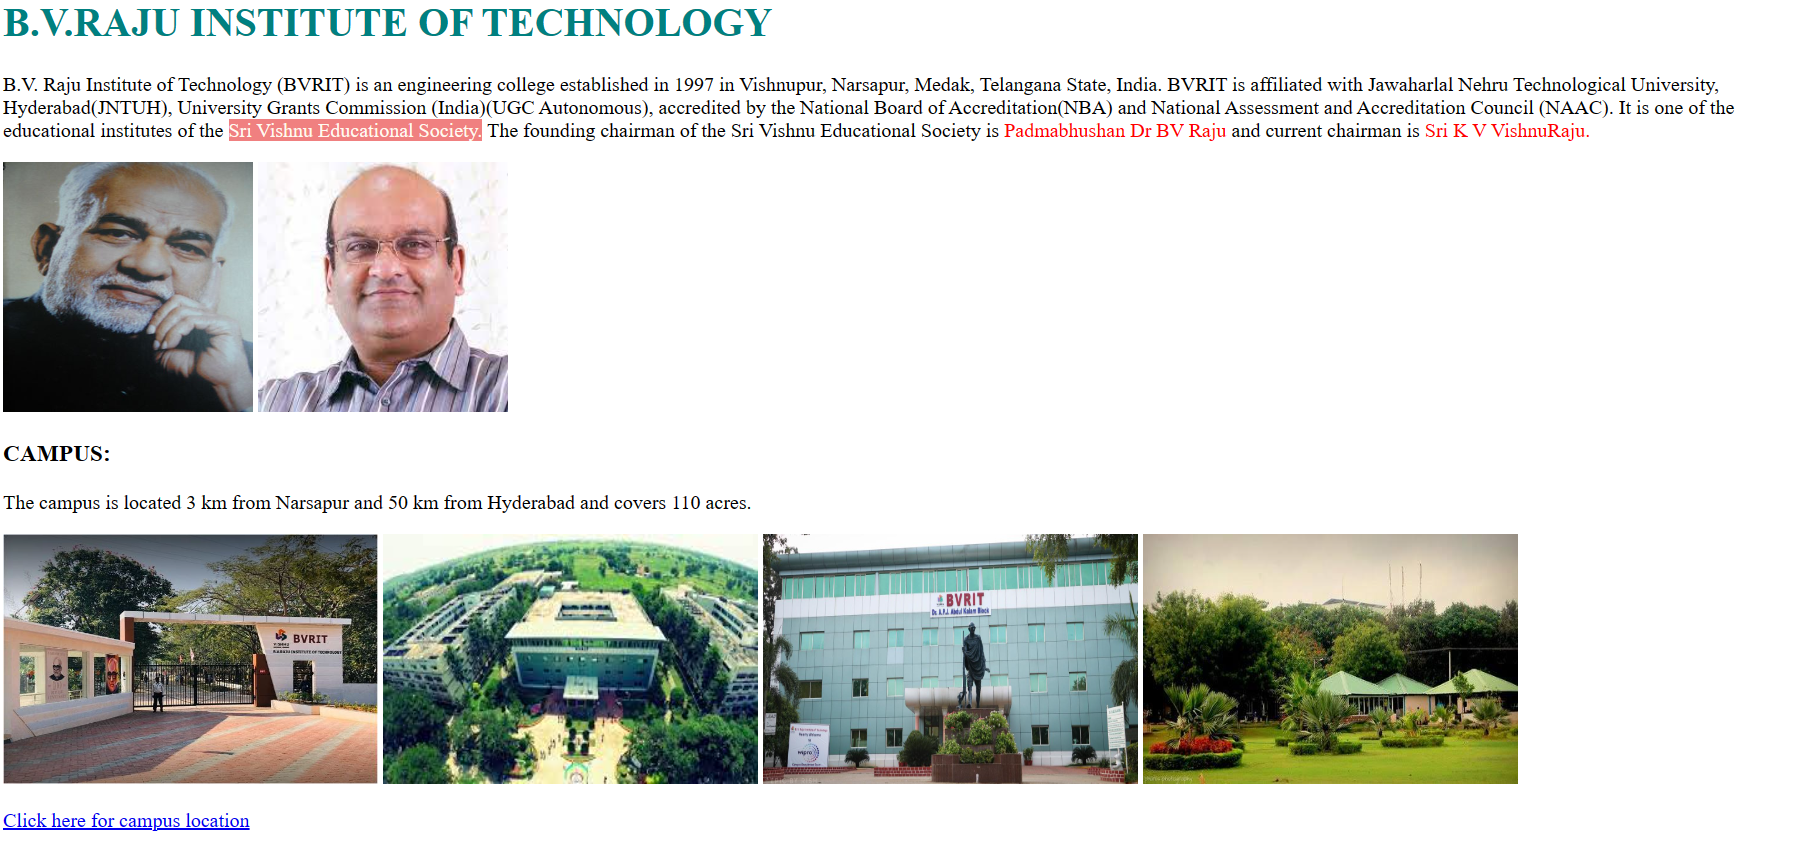 B.V.RAJU INSTITUTE OF TECHNOLOGY
B.V. Raju Institute of Technology (BVRIT) is an engineering college established in 1997 in Vishnupur, Narsapur, Medak, Telangana State, India. BVRIT is affiliated with Jawaharlal Nehru Technological University,
Hyderabad(JNTUH), University Grants Commission (India)(UGC Autonomous), accredited by the National Board of Accreditation(NBA) and National Assessment and Accreditation Council (NAAC). It is one of the
educational institutes of the Sri Vishnu Educational Society. The founding chairman of the Sri Vishnu Educational Society is Padmabhushan Dr BV Raju and current chairman is Sri K V VishnuRaju.
CAMPUS:
The campus is located 3 km from Narsapur and 50 km from Hyderabad and covers 110 acres.
BVRIT
BVRIT
Dr. A.P.J. Abdul Kalam Block
wipro
Click here for campus location